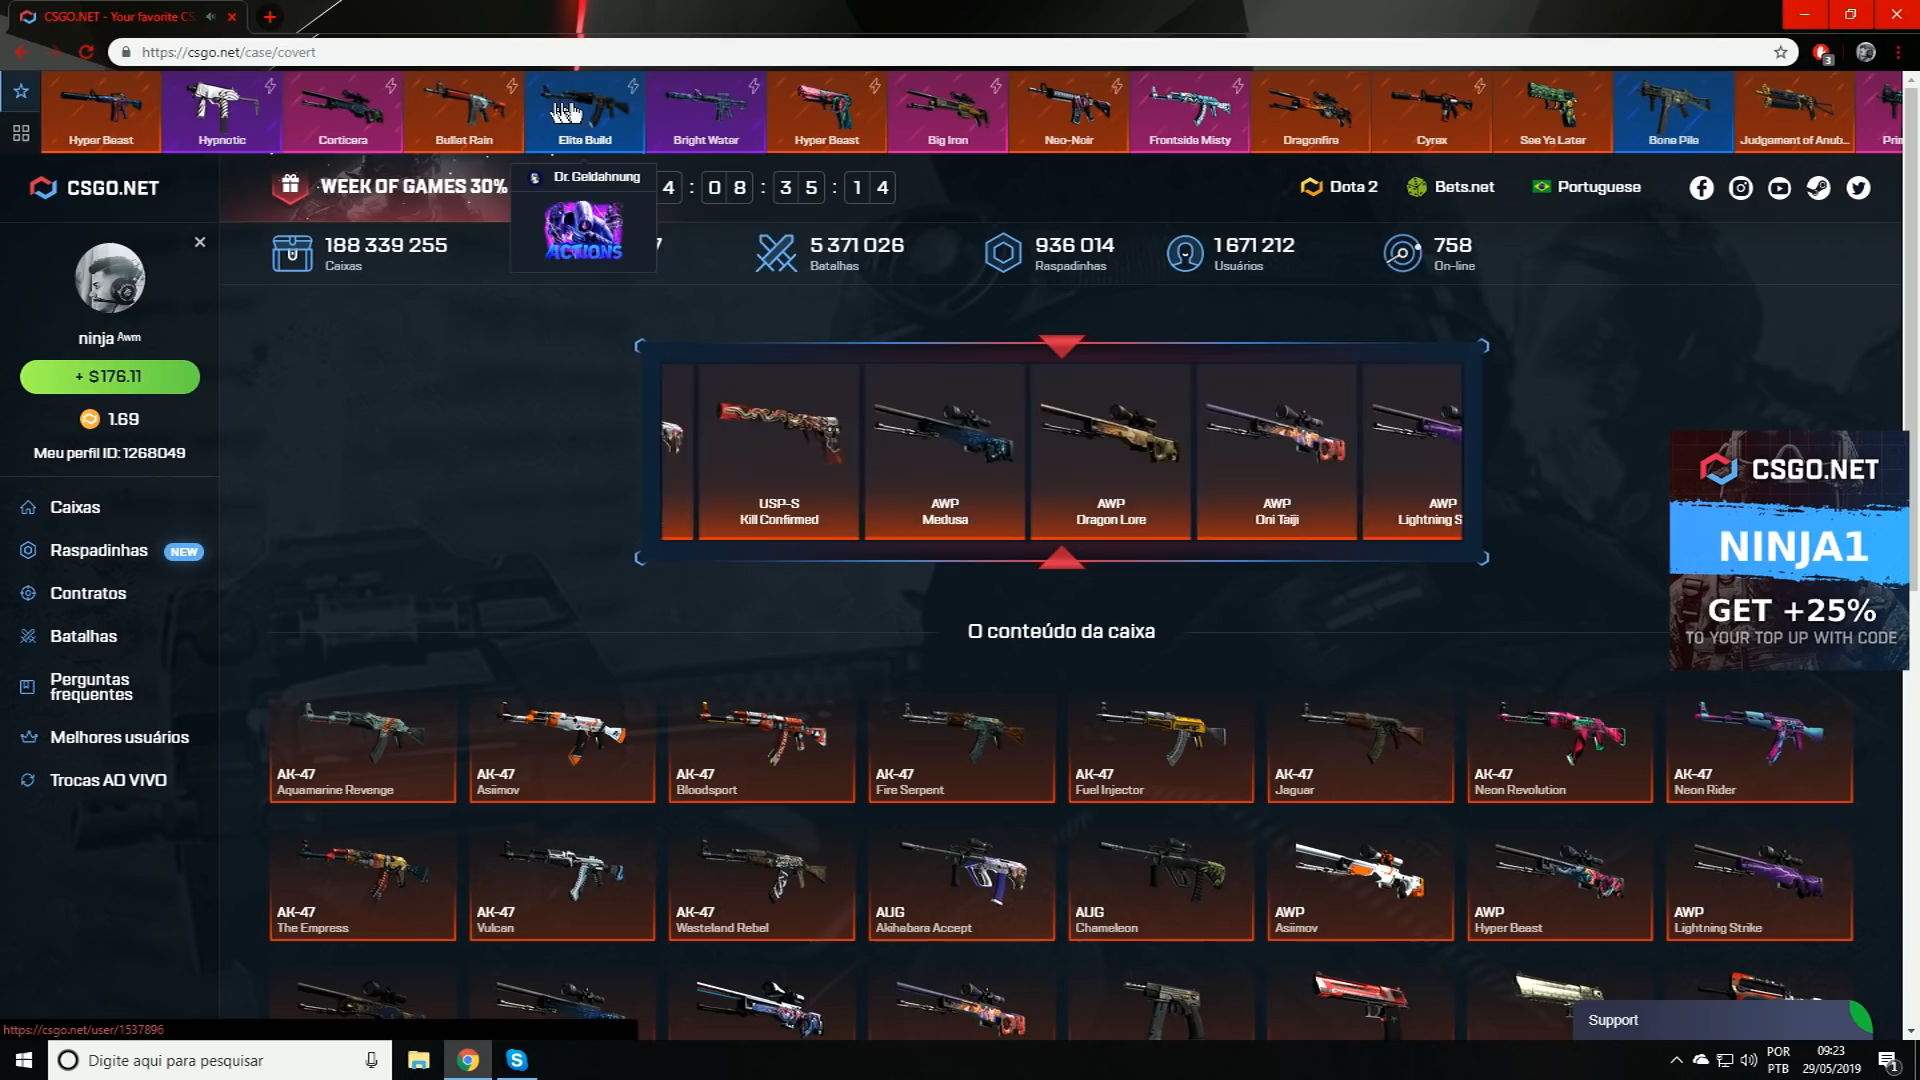 CSGO.NET - Your favorite CS
https://csgo.net/case/covert
3
Hyper Beast
Hypnotic
Corticera
Bullet Rain
Elite Build
Bright Water
Hyper Beast
Big Iron
Neo-Noir
Frontside Misty
Dragonfire
Cyrex
See Ya Later
Bone Pile
Judgement of Anub...
Prin
CSGO.NET
WEEK OF GAMES 30%
4 : 08 : 35 : 14
Dr. Geldahnung
ACTIONS
Dota 2
Bets.net
Portuguese
188 339 255
Caixas
7
5 371 026
Batalhas
936 014
Raspadinhas
1 671 212
Usuários
758
On-line
ninja Awm
+ $176.11
1.69
Meu perfil ID: 1268049
Caixas
Raspadinhas NEW
Contratos
Batalhas
Perguntas
frequentes
Melhores usuários
Trocas AO VIVO
USP-S
Kill Confirmed
AWP
Medusa
AWP
Dragon Lore
AWP
Oni Taiji
AWP
Lightning S
CSGO.NET
NINJA1
GET +25%
TO YOUR TOP UP WITH CODE
O conteúdo da caixa
AK-47
Aquamarine Revenge
AK-47
Asiimov
AK-47
Bloodsport
AK-47
Fire Serpent
AK-47
Fuel Injector
AK-47
Jaguar
AK-47
Neon Revolution
AK-47
Neon Rider
AK-47
The Empress
AK-47
Vulcan
AK-47
Wasteland Rebel
AUG
Akihabara Accept
AUG
Chameleon
AWP
Asiimov
AWP
Hyper Beast
AWP
Lightning Strike
Support
https://csgo.net/user/1537896
Digite aqui para pesquisar
POR
PTB
09:23
29/05/2019
1